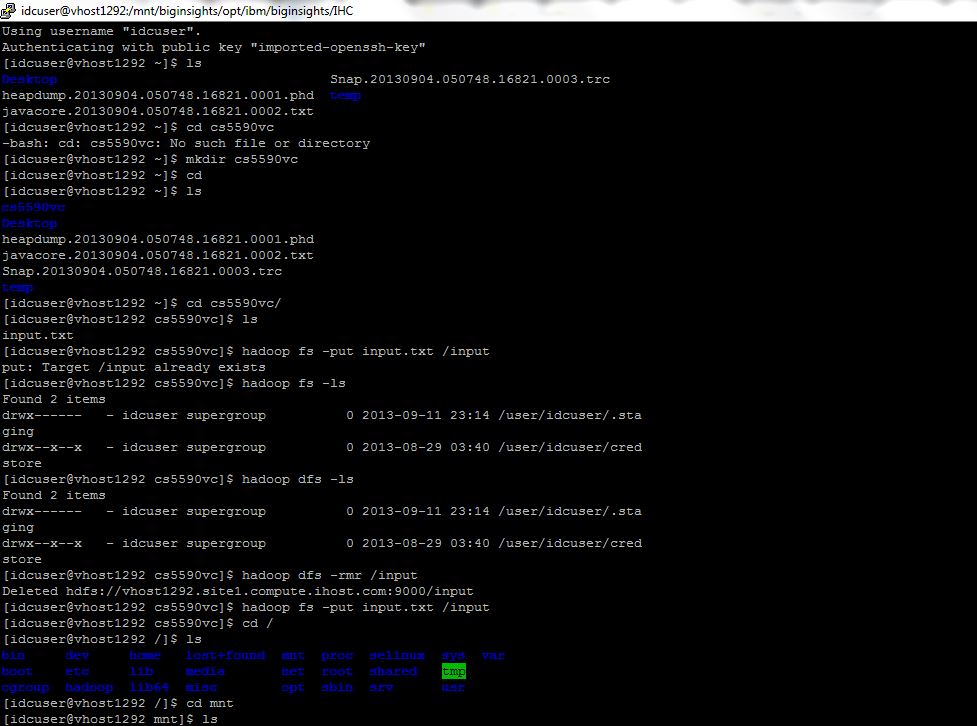 idcuser@vhost1292:/mnt/biginsights/opt/ibm/biginsights/IHC
Using username "idcuser".
Authenticating with public key "imported-openssh-key"
[idcuser@vhost1292 ~]$ ls
Desktop                                  Snap.20130904.050748.16821.0003.trc
heapdump.20130904.050748.16821.0001.phd  temp
javacore.20130904.050748.16821.0002.txt
[idcuser@vhost1292 ~]$ cd cs5590vc
-bash: cd: cs5590vc: No such file or directory
[idcuser@vhost1292 ~]$ mkdir cs5590vc
[idcuser@vhost1292 ~]$ cd
[idcuser@vhost1292 ~]$ ls
cs5590vc
Desktop
heapdump.20130904.050748.16821.0001.phd
javacore.20130904.050748.16821.0002.txt
Snap.20130904.050748.16821.0003.trc
temp
[idcuser@vhost1292 ~]$ cd cs5590vc/
[idcuser@vhost1292 cs5590vc]$ ls
input.txt
[idcuser@vhost1292 cs5590vc]$ hadoop fs -put input.txt /input
put: Target /input already exists
[idcuser@vhost1292 cs5590vc]$ hadoop fs -ls
Found 2 items
drwx------   - idcuser supergroup          0 2013-09-11 23:14 /user/idcuser/.sta
ging
drwx--x--x   - idcuser supergroup          0 2013-08-29 03:40 /user/idcuser/cred
store
[idcuser@vhost1292 cs5590vc]$ hadoop dfs -ls
Found 2 items
drwx------   - idcuser supergroup          0 2013-09-11 23:14 /user/idcuser/.sta
ging
drwx--x--x   - idcuser supergroup          0 2013-08-29 03:40 /user/idcuser/cred
store
[idcuser@vhost1292 cs5590vc]$ hadoop dfs -rmr /input
Deleted hdfs://vhost1292.site1.compute.ihost.com:9000/input
[idcuser@vhost1292 cs5590vc]$ hadoop fs -put input.txt /input
[idcuser@vhost1292 cs5590vc]$ cd /
[idcuser@vhost1292 /]$ ls
bin     dev     home   lost+found  mnt  proc  selinux  sys  var
boot    etc     lib    media       net  root  shared   tmp
cgroup  hadoop  lib64  misc        opt  sbin  srv      usr
[idcuser@vhost1292 /]$ cd mnt
[idcuser@vhost1292 mnt]$ ls